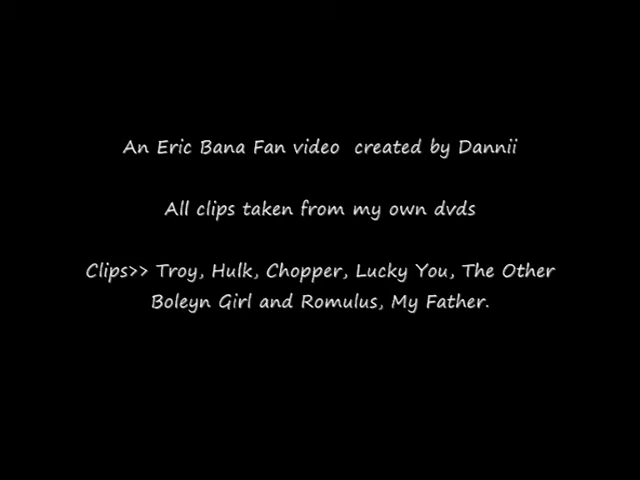 An Eric Bana Fan video  created by Dannii
All clips taken from my own dvds
Clips>> Troy, Hulk, Chopper, Lucky You, The Other
Boleyn Girl and Romulus, My Father.